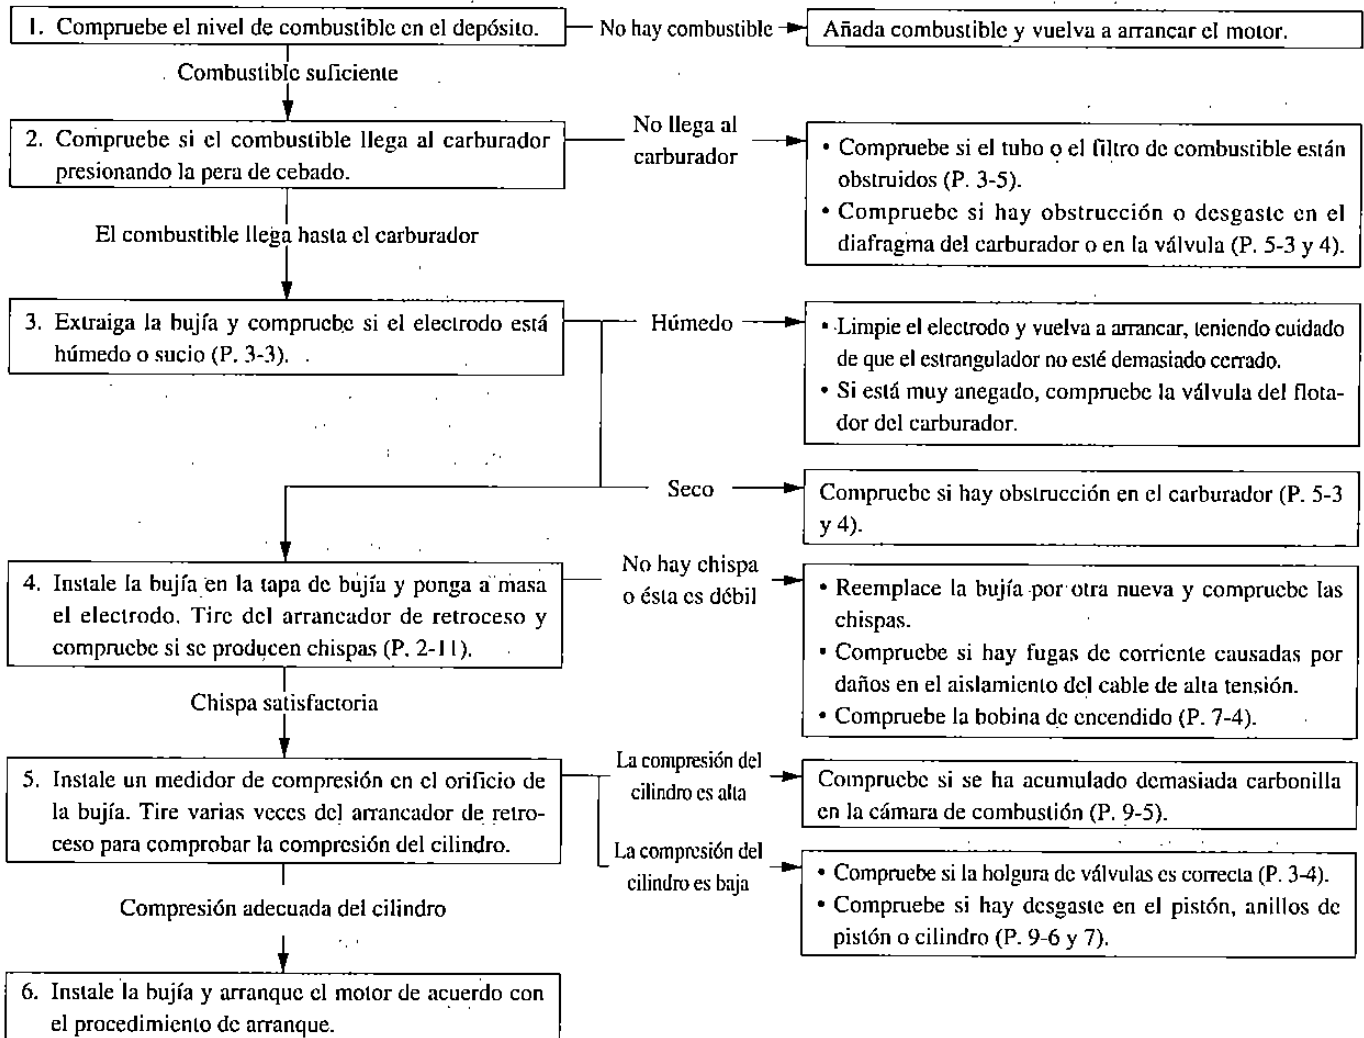 1. Compruebe el nivel de combustible en el depósito.
No hay combustible
Añada combustible y vuelva a arrancar el motor.
Combustible suficiente
2. Compruebe si el combustible llega al carburador
presionando la pera de cebado.
No llega al
carburador
• Compruebe si el tubo o el filtro de combustible están
obstruidos (P. 3-5).
• Compruebe si hay obstrucción o desgaste en el
diafragma del carburador o en la válvula (P. 5-3 y 4).
El combustible llega hasta el carburador
3. Extraiga la bujía y compruebe si el electrodo está
húmedo o sucio (P. 3-3).
Húmedo
• Limpie el electrodo y vuelva a arrancar, teniendo cuidado
de que el estrangulador no esté demasiado cerrado.
• Si está muy anegado, compruebe la válvula del flota-
dor del carburador.
Seco
Compruebe si hay obstrucción en el carburador (P. 5-3
y 4).
4. Instale la bujía en la tapa de bujía y ponga a masa
el electrodo. Tire del arrancador de retroceso y
compruebe si se producen chispas (P. 2-11).
No hay chispa
o ésta es débil
• Reemplace la bujía por otra nueva y compruebe las
chispas.
• Compruebe si hay fugas de corriente causadas por
daños en el aislamiento del cable de alta tensión.
• Compruebe la bobina de encendido (P. 7-4).
Chispa satisfactoria
5. Instale un medidor de compresión en el orificio de
la bujía. Tire varias veces del arrancador de retro-
ceso para comprobar la compresión del cilindro.
La compresión del
cilindro es alta
Compruebe si se ha acumulado demasiada carbonilla
en la cámara de combustión (P. 9-5).
La compresión del
cilindro es baja
• Compruebe si la holgura de válvulas es correcta (P. 3-4).
• Compruebe si hay desgaste en el pistón, anillos de
pistón o cilindro (P. 9-6 y 7).
Compresión adecuada del cilindro
6. Instale la bujía y arranque el motor de acuerdo con
el procedimiento de arranque.